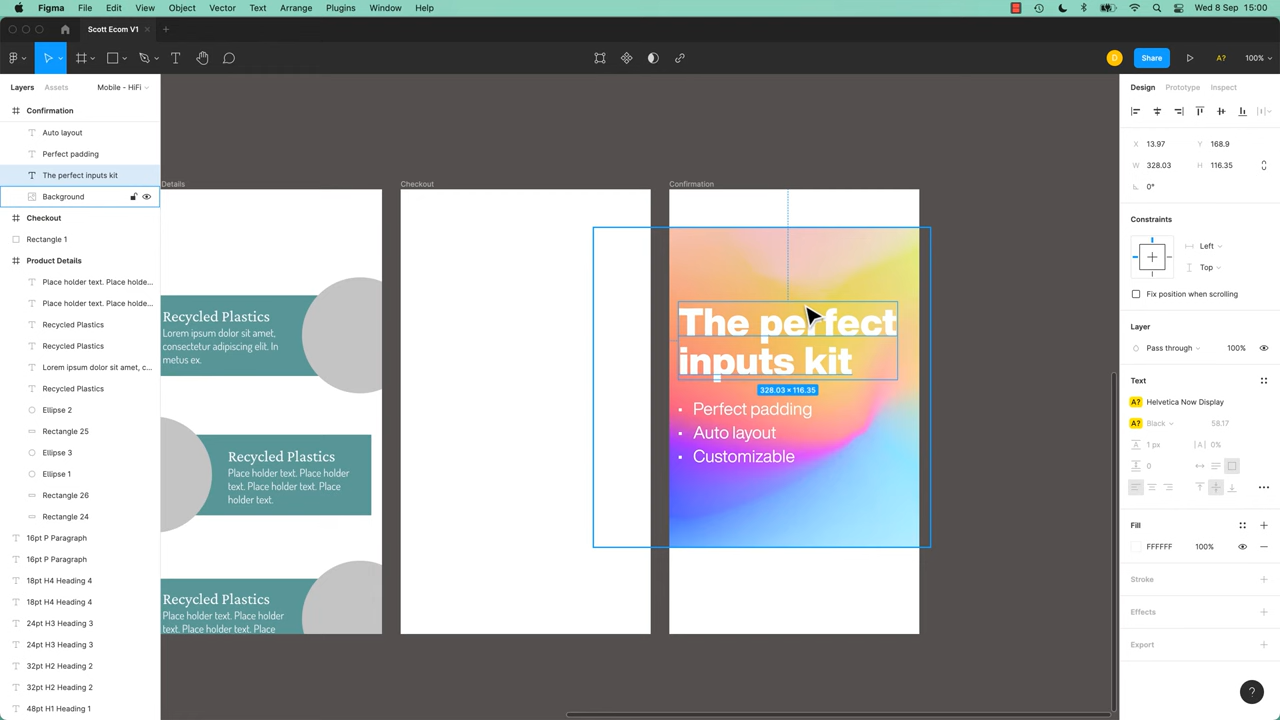 Figma File Edit View Object Vector Text Arrange Plugins Window Help Wed 8 Sep 15:00
Scott Ecom V1
D Share A? 100%
Layers Assets Mobile - HiFi
Confirmation
Auto layout
Perfect padding
The perfect inputs kit
Background
Checkout
Rectangle 1
Product Details
Place holder text. Place holde...
Place holder text. Place holde...
Recycled Plastics
Recycled Plastics
Lorem ipsum dolor sit amet, c...
Recycled Plastics
Ellipse 2
Rectangle 25
Ellipse 3
Ellipse 1
Rectangle 26
Rectangle 24
16pt P Paragraph
16pt P Paragraph
18pt H4 Heading 4
18pt H4 Heading 4
24pt H3 Heading 3
24pt H3 Heading 3
32pt H2 Heading 2
32pt H2 Heading 2
48pt H1 Heading 1
Details
Recycled Plastics
Lorem ipsum dolor sit amet,
consectetur adipiscing elit. In
metus ex.
Recycled Plastics
Place holder text. Place holder
text. Place holder text. Place
holder text.
Recycled Plastics
Place holder text. Place holder
text. Place holder text. Place
Checkout
Confirmation
The perfect
inputs kit
328.03 × 116.35
• Perfect padding
• Auto layout
• Customizable
Design Prototype Inspect
X 13.97 Y 168.9
W 328.03 H 116.35
0°
Constraints
Left
Top
Fix position when scrolling
Layer
Pass through 100%
Text
A? Helvetica Now Display
A? Black 58.17
1 px |A| 0%
0
Fill
FFFFFF 100%
Stroke
Effects
Export
?